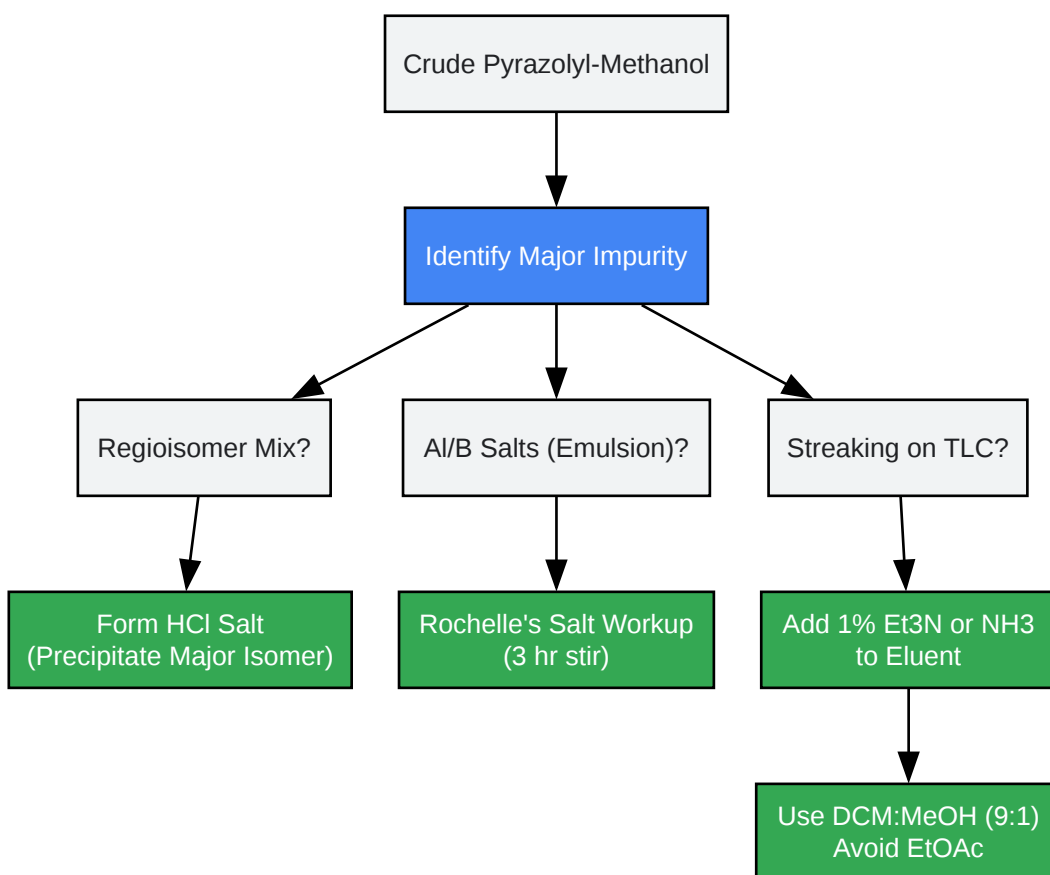 Crude Pyrazolyl-Methanol
Identify Major Impurity
Regioisomer Mix?
Al/B Salts (Emulsion)?
Streaking on TLC?
Form HCl Salt
(Precipitate Major Isomer)
Rochelle's Salt Workup
(3 hr stir)
Add 1% Et3N or NH3
to Eluent
Use DCM:MeOH (9:1)
Avoid EtOAc